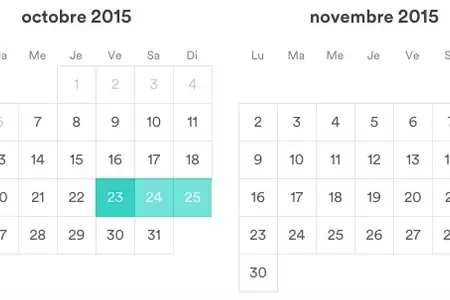 octobre 2015
Me Je Ve Sa Di
1 2 3 4
7 8 9 10 11
14 15 16 17 18
21 22 23 24 25
28 29 30 31
novembre 2015
Lu Ma Me Je Ve
2 3 4 5 6
9 10 11 12 13
16 17 18 19 20
23 24 25 26 27
30